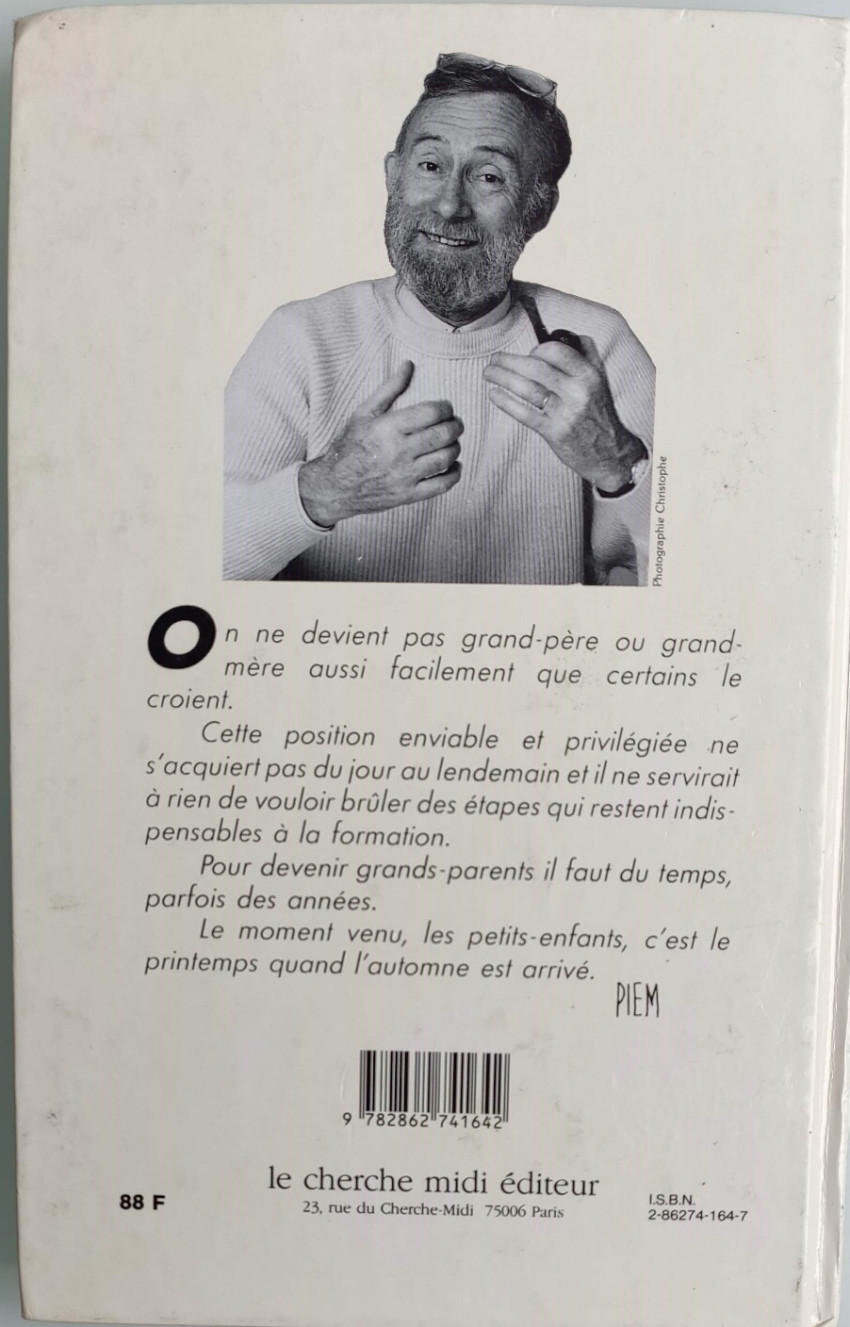 Photographie Christophe
On ne devient pas grand-père ou grand-
mère aussi facilement que certains le
croient.
Cette position enviable et privilégiée ne
s'acquiert pas du jour au lendemain et il ne servirait
à rien de vouloir brûler des étapes qui restent indis-
pensables à la formation.
Pour devenir grands-parents il faut du temps,
parfois des années.
Le moment venu, les petits-enfants, c'est le
printemps quand l'automne est arrivé.
PIEM
9 782862 741642
le cherche midi éditeur
23, rue du Cherche-Midi 75006 Paris
88 F
I.S.B.N.
2-86274-164-7